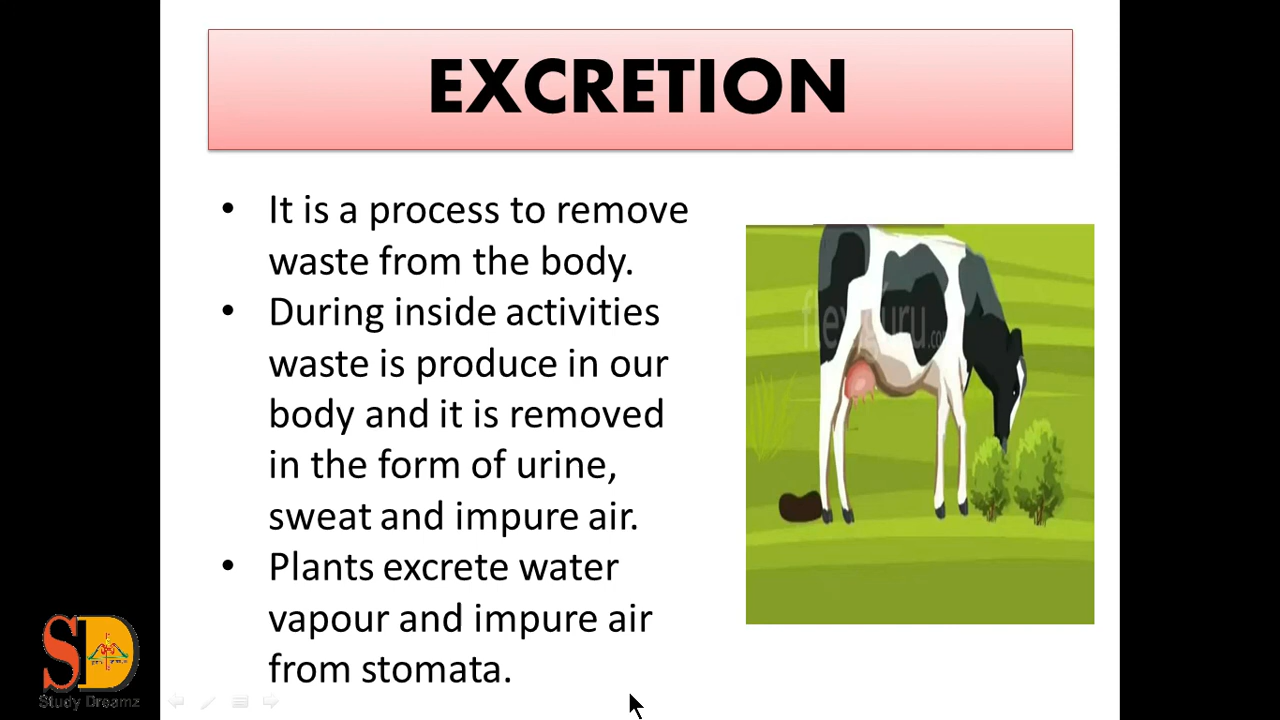 EXCRETION
• It is a process to remove
waste from the body.
• During inside activities
waste is produce in our
body and it is removed
in the form of urine,
sweat and impure air.
• Plants excrete water
vapour and impure air
from stomata.
SD
Study Dreamz